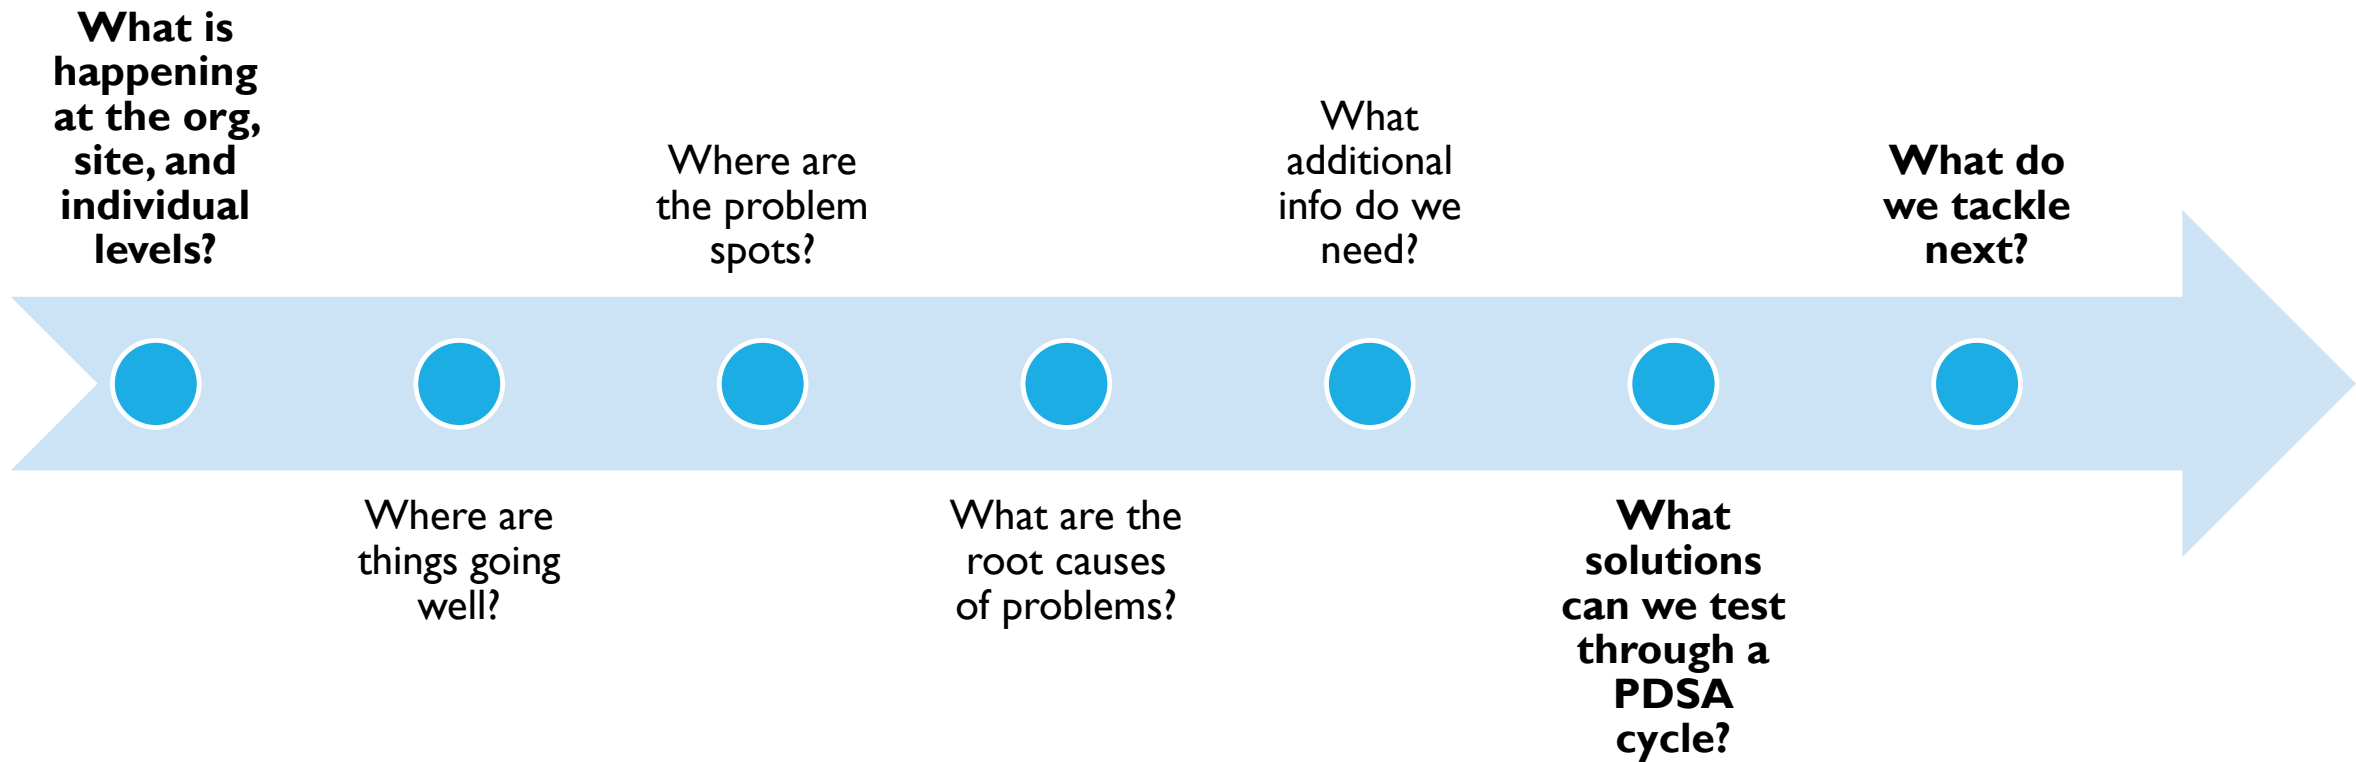 What is
happening
at the org,
site, and
individual
levels?
Where are
things going
well?
Where are
the problem
spots?
What are the
root causes
of problems?
What
additional
info do we
need?
What
solutions
can we test
through a
PDSA
cycle?
What do
we tackle
next?